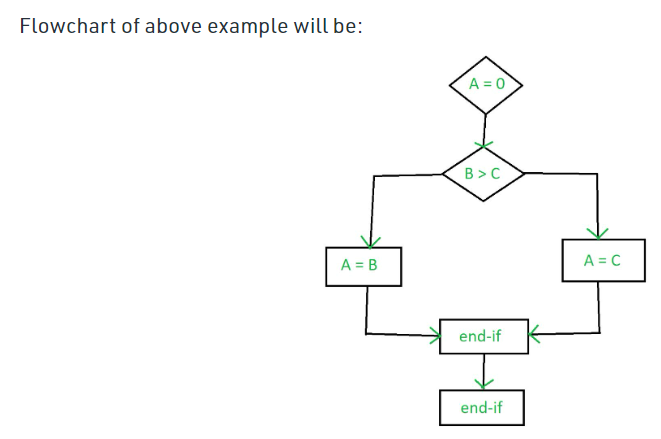 Flowchart of above example will be:
A = 0
B > C
A = B
A = C
end-if
end-if